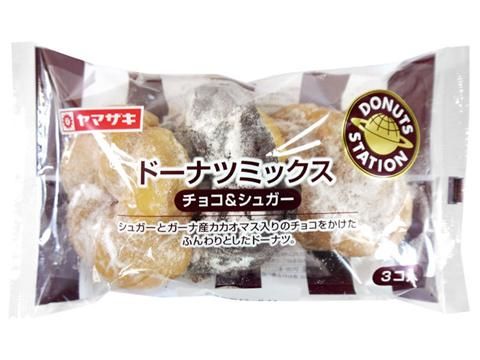 ヤマザキ
DONUTS
STATION
ドーナツミックス
チョコ&シュガー
シュガーとガーナ産カカオマス入りのチョコをかけた
ふんわりとしたドーナツ。
3コ入